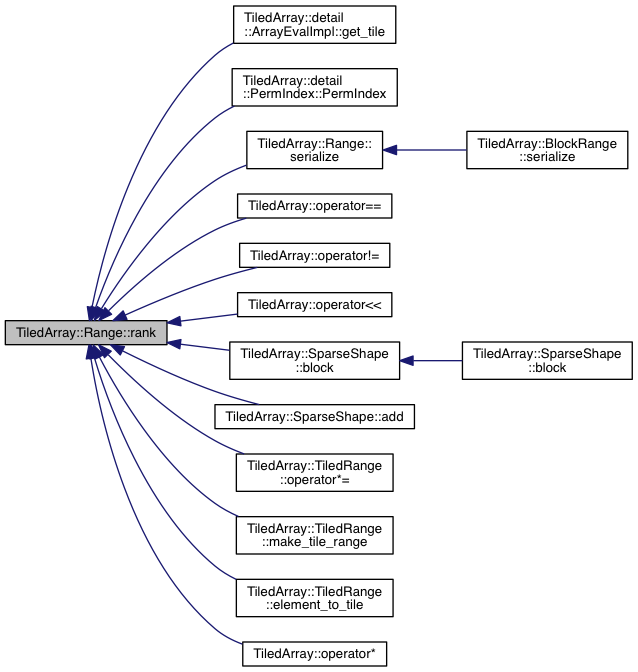 TiledArray::detail
::ArrayEvalImpl::get_tile
TiledArray::detail
::PermIndex::PermIndex
TiledArray::Range::
serialize
TiledArray::BlockRange
::serialize
TiledArray::operator==
TiledArray::operator!=
TiledArray::operator<<
TiledArray::Range::rank
TiledArray::SparseShape
::block
TiledArray::SparseShape
::block
TiledArray::SparseShape::add
TiledArray::TiledRange
::operator*=
TiledArray::TiledRange
::make_tile_range
TiledArray::TiledRange
::element_to_tile
TiledArray::operator*